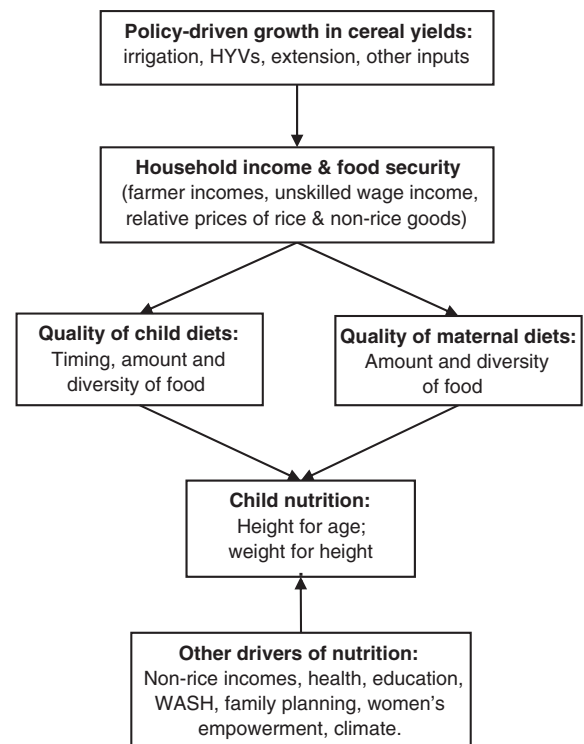 Policy-driven growth in cereal yields:
irrigation, HYVs, extension, other inputs
Household income & food security
(farmer incomes, unskilled wage income,
relative prices of rice & non-rice goods)
Quality of child diets:
Timing, amount and
diversity of food
Quality of maternal diets:
Amount and diversity
of food
Child nutrition:
Height for age;
weight for height
Other drivers of nutrition:
Non-rice incomes, health, education,
WASH, family planning, women's
empowerment, climate.